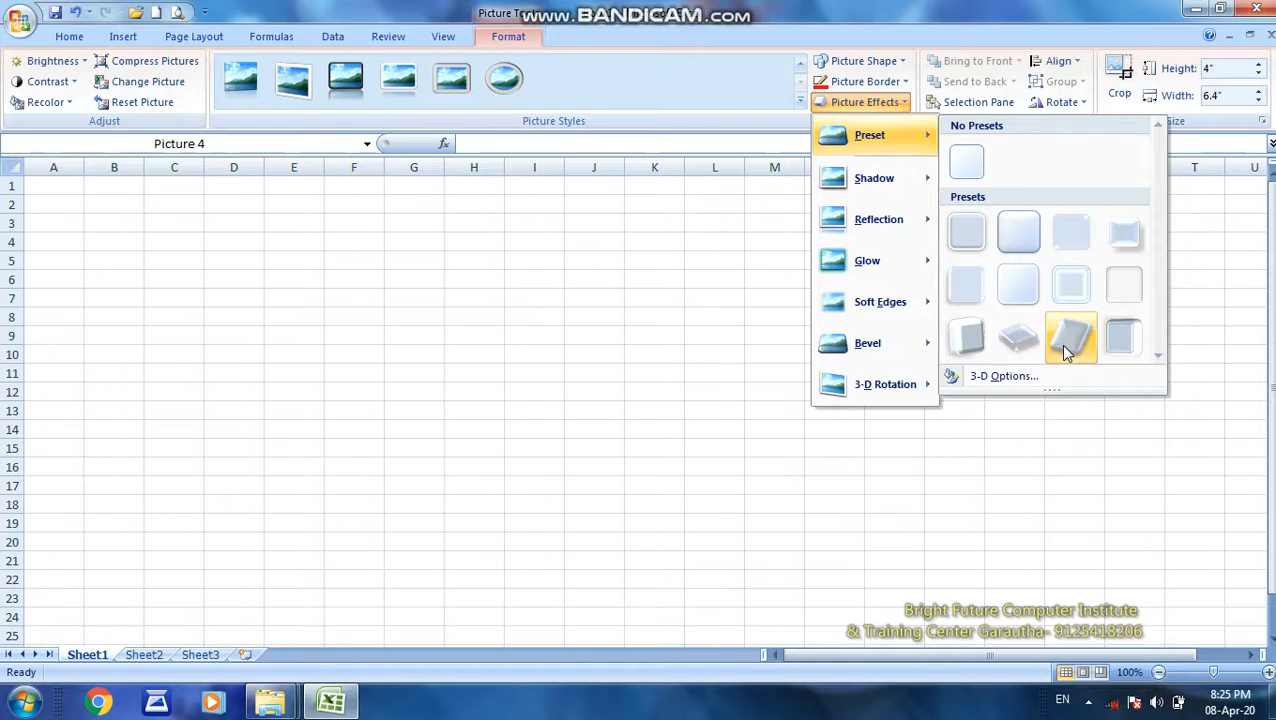 Picture Tools
www.BANDICAM.com
Home Insert Page Layout Formulas Data Review View Format
Brightness Compress Pictures
Contrast Change Picture
Recolor Reset Picture
Adjust
Picture Styles
Picture Shape
Picture Border
Picture Effects
Bring to Front Align
Send to Back Group
Selection Pane Rotate
Crop
Height: 4"
Width: 6.4"
Size
Picture 4
fx
A B C D E F G H I J K L M T U
1
2
3
4
5
6
7
8
9
10
11
12
13
14
15
16
17
18
19
20
21
22
23
24
25
Preset
Shadow
Reflection
Glow
Soft Edges
Bevel
3-D Rotation
No Presets
Presets
3-D Options...
Bright Future Computer Institute
& Training Center Garautha- 9125418206
Sheet1 Sheet2 Sheet3
Ready
100%
EN
8:25 PM
08-Apr-20